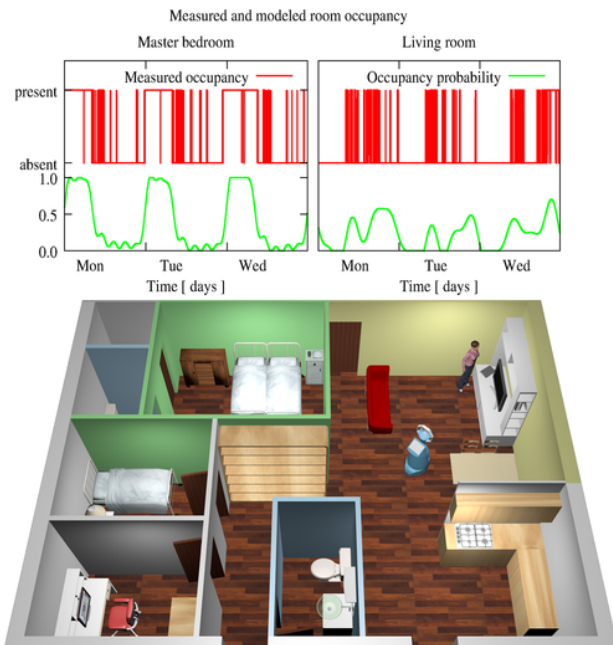 Measured and modeled room occupancy
Master bedroom
Living room
Measured occupancy
Occupancy probability
present
absent
1.0
0.5
0.0
Mon Tue Wed
Mon Tue Wed
Time [ days ]
Time [ days ]